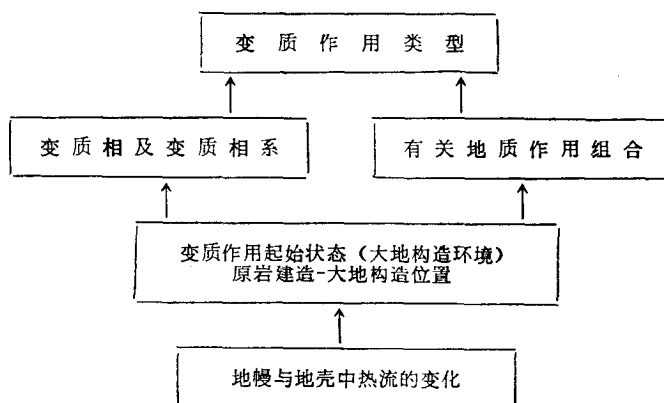 变质作用类型
变质相及变质相系
有关地质作用组合
变质作用起始状态（大地构造环境）
原岩建造-大地构造位置
地幔与地壳中热流的变化